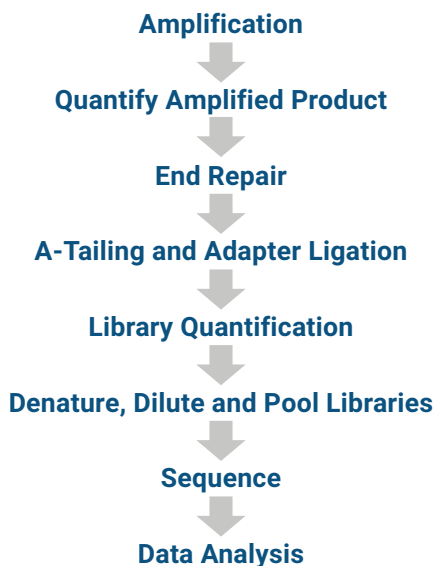 Amplification
Quantify Amplified Product
End Repair
A-Tailing and Adapter Ligation
Library Quantification
Denature, Dilute and Pool Libraries
Sequence
Data Analysis